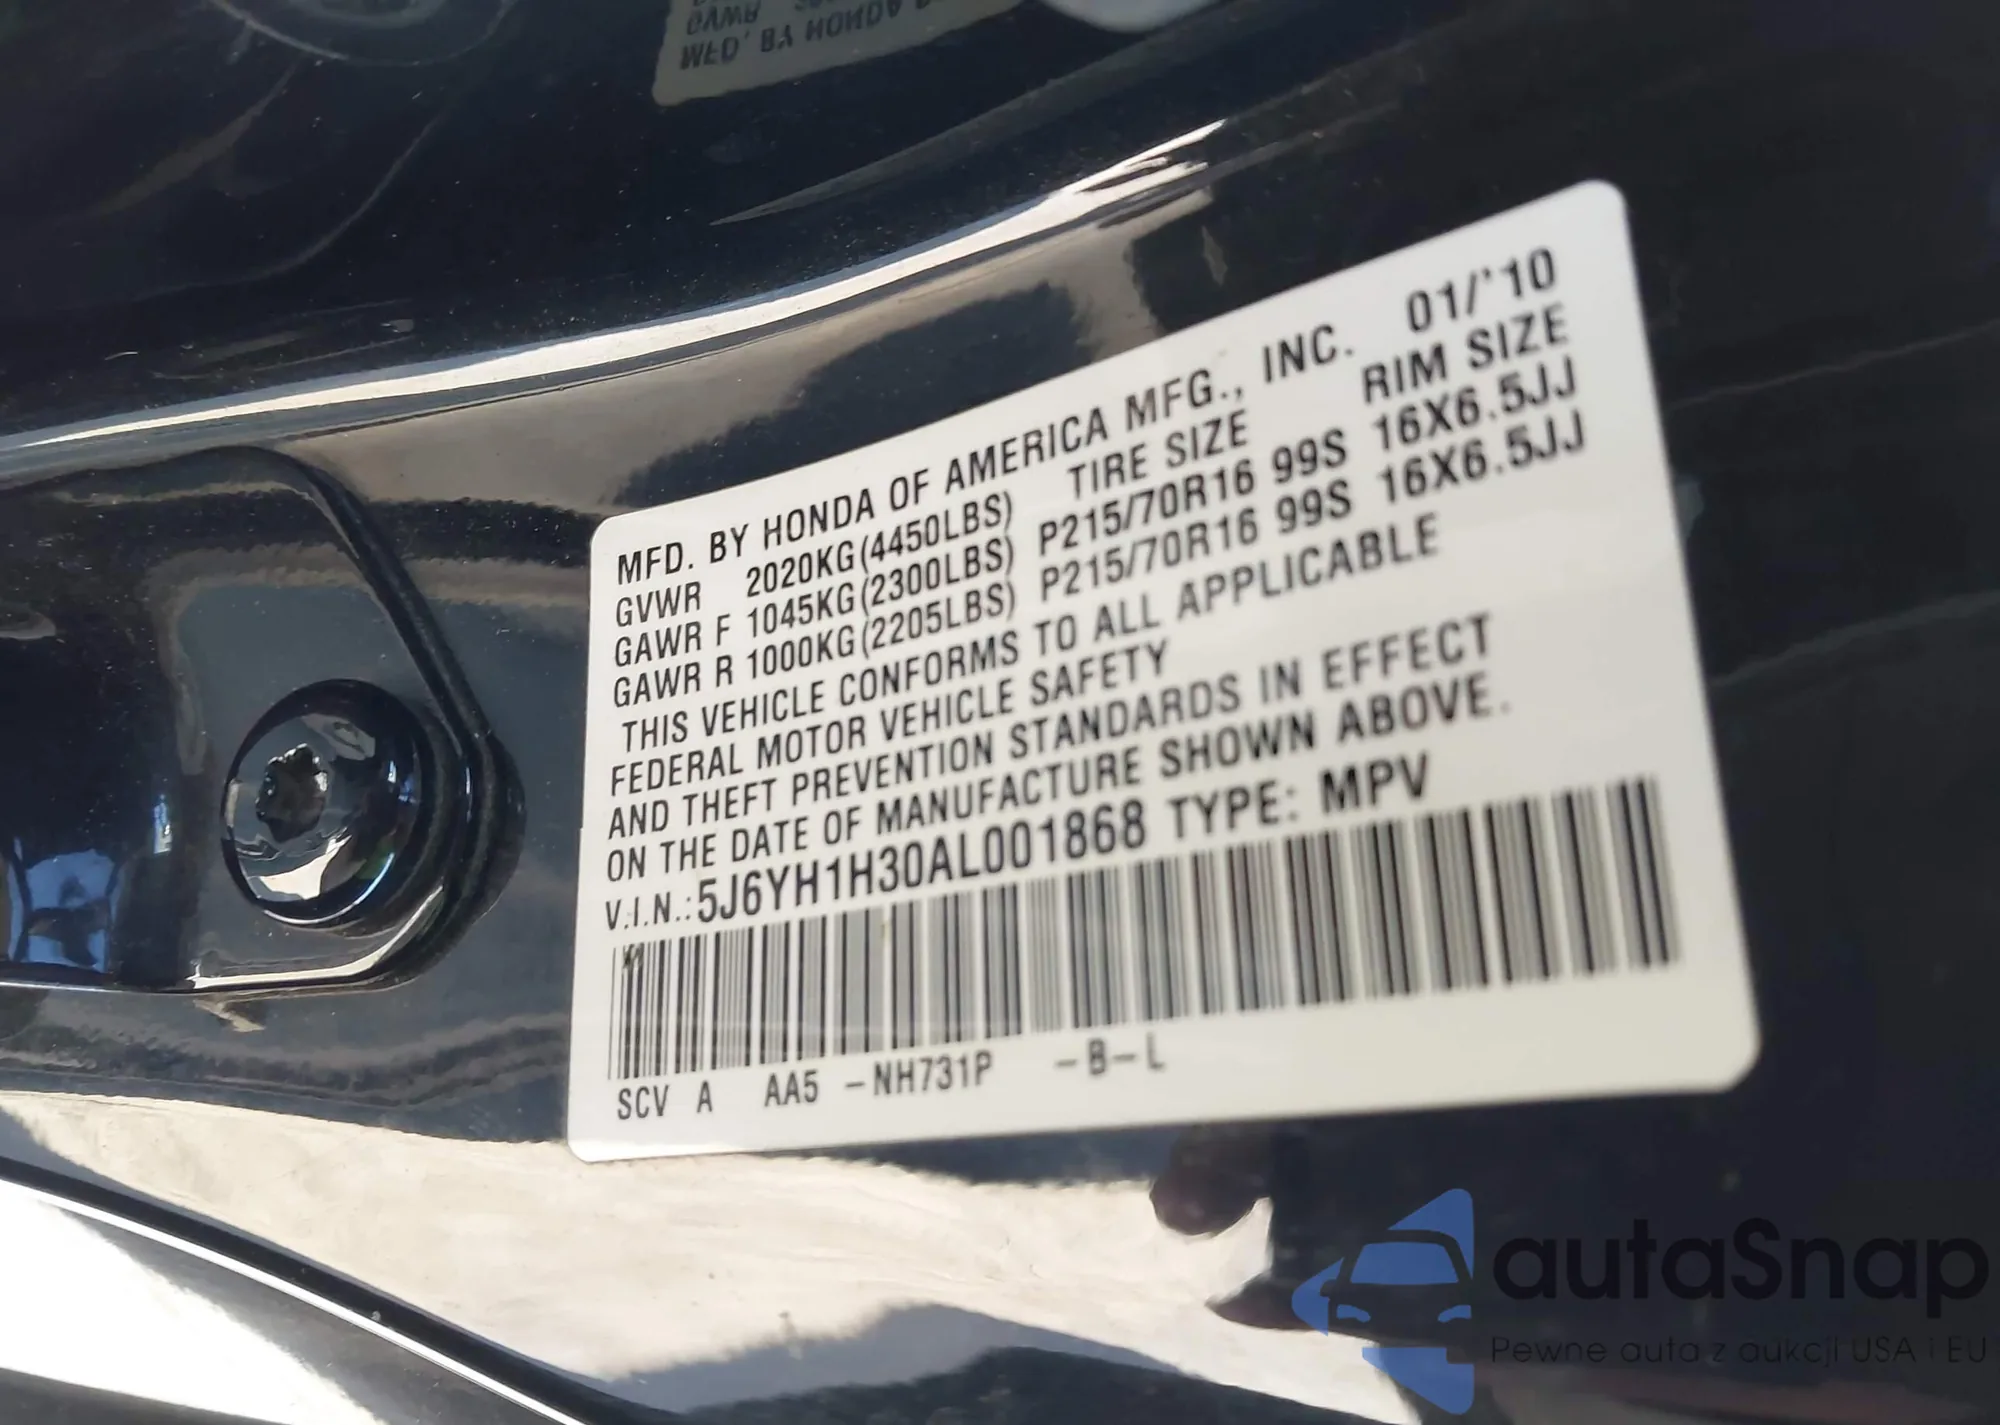 MFD. BY HONDA
GVWR
MFD. BY HONDA OF AMERICA MFG., INC. 01/'10
GVWR 2020KG(4450LBS) TIRE SIZE RIM SIZE
GAWR F 1045KG(2300LBS) P215/70R16 99S 16X6.5JJ
GAWR R 1000KG(2205LBS) P215/70R16 99S 16X6.5JJ
THIS VEHICLE CONFORMS TO ALL APPLICABLE
FEDERAL MOTOR VEHICLE SAFETY
AND THEFT PREVENTION STANDARDS IN EFFECT
ON THE DATE OF MANUFACTURE SHOWN ABOVE.
V.I.N.:5J6YH1H30AL001868 TYPE: MPV
SCV A AA5 -NH731P -B-L
autaSnap
Pewne auta z aukcji USA i EU